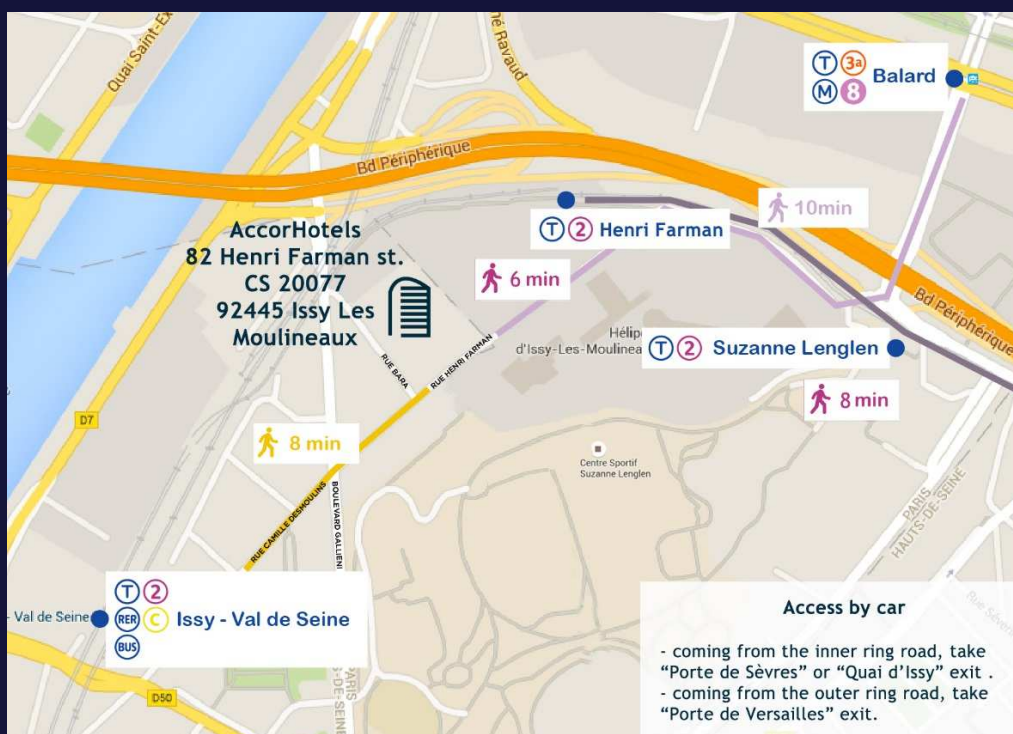 Quai Saint-Ex
né Ravaud
T 3a
M 8
Balard
Bd Périphérique
10min
AccorHotels
82 Henri Farman st.
CS 20077
92445 Issy Les
Moulineaux
T 2 Henri Farman
6 min
Bd Périphérique
Hélip
d'Issy-Les-Moulinea
T 2 Suzanne Lenglen
RUE BARA
RUE HENRI FARMAN
8 min
D7
8 min
Centre Sportif
Suzanne Lenglen
RUE CAMILLE DESMOULINS
BOULEVARD GALLIENI
PARIS
HAUTS-DE-SEINE
Rue Sèves
T 2
- Val de Seine
RER C
Issy - Val de Seine
BUS
D50
PARIS
S-DE-SEINE
Access by car
- coming from the inner ring road, take
“Porte de Sèvres” or “Quai d’Issy” exit .
- coming from the outer ring road, take
“Porte de Versailles” exit.